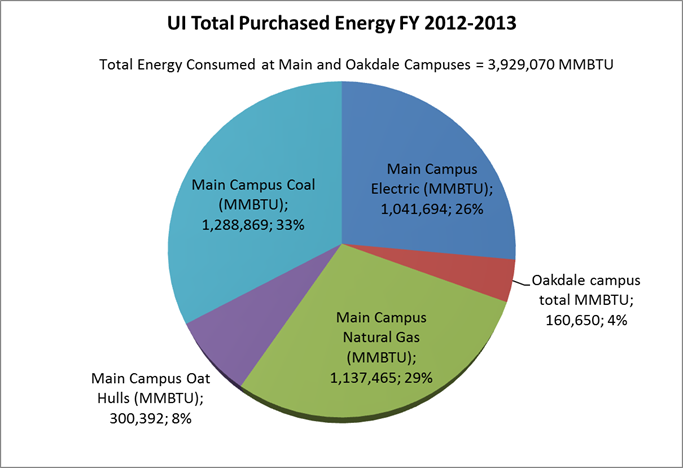 UI Total Purchased Energy FY 2012-2013
Total Energy Consumed at Main and Oakdale Campuses = 3,929,070 MMBTU
Main Campus
Electric (MMBTU);
1,041,694; 26%
Oakdale campus
total MMBTU;
160,650; 4%
Main Campus
Natural Gas
(MMBTU);
1,137,465; 29%
Main Campus Oat
Hulls (MMBTU);
300,392; 8%
Main Campus Coal
(MMBTU);
1,288,869; 33%